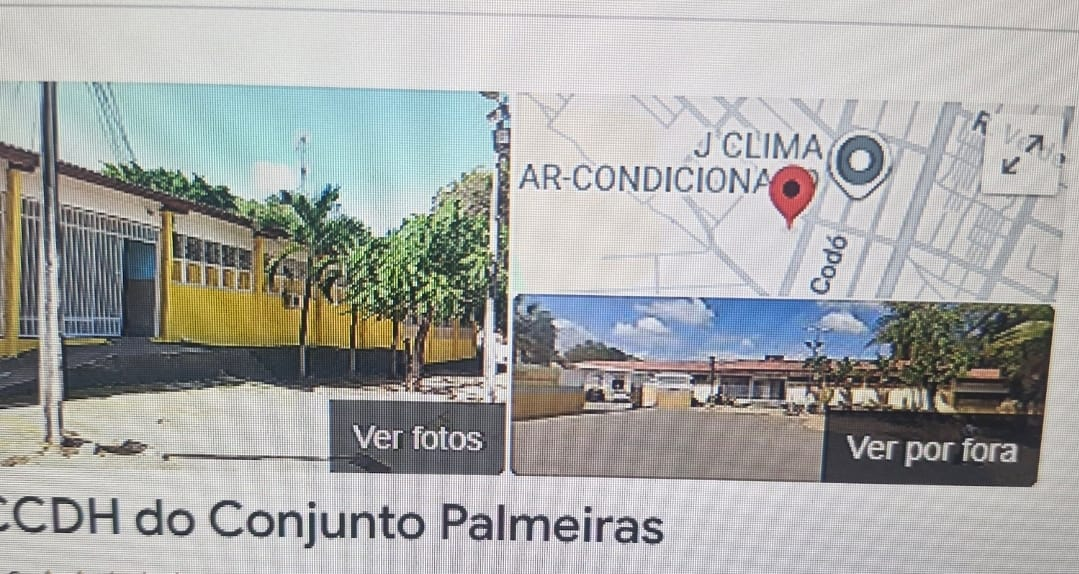 J CLIMA
AR-CONDICIONA
Codó
Ver fotos
Ver por fora
CCDH do Conjunto Palmeiras